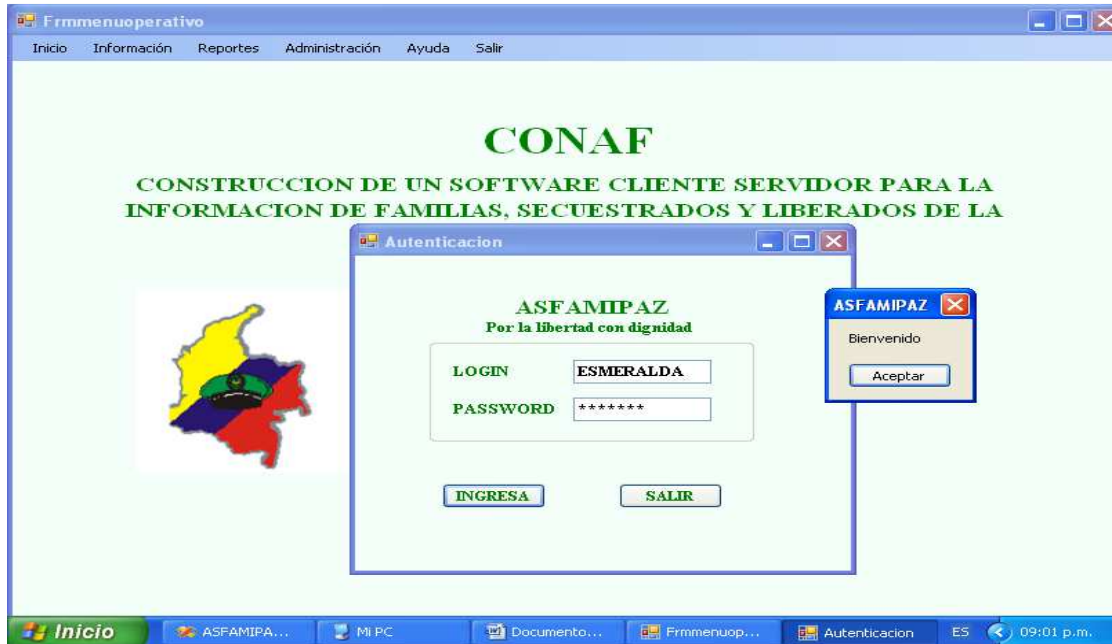 Frmmenuoperativo
Inicio Información Reportes Administración Ayuda Salir
CONAF
CONSTRUCCION DE UN SOFTWARE CLIENTE SERVIDOR PARA LA
INFORMACION DE FAMILIAS, SECUESTRADOS Y LIBERADOS DE LA
Autenticacion
ASFAMIPAZ
Por la libertad con dignidad
LOGIN ESMERALDA
PASSWORD *******
INGRESA SALIR
ASFAMIPAZ
Bienvenido
Aceptar
Inicio ASFAMIPA... Mi PC Documento... Frmmenuop... Autenticacion ES 09:01 p.m.